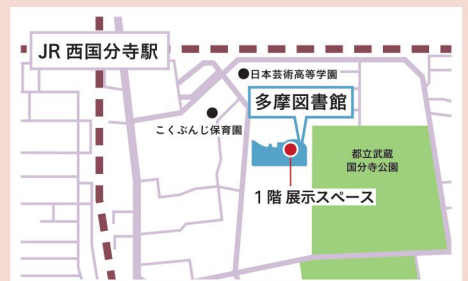 JR 西国分寺駅
日本芸術高等学園
多摩図書館
こくぶんじ保育園
都立武蔵
国分寺公園
1階 展示スペース